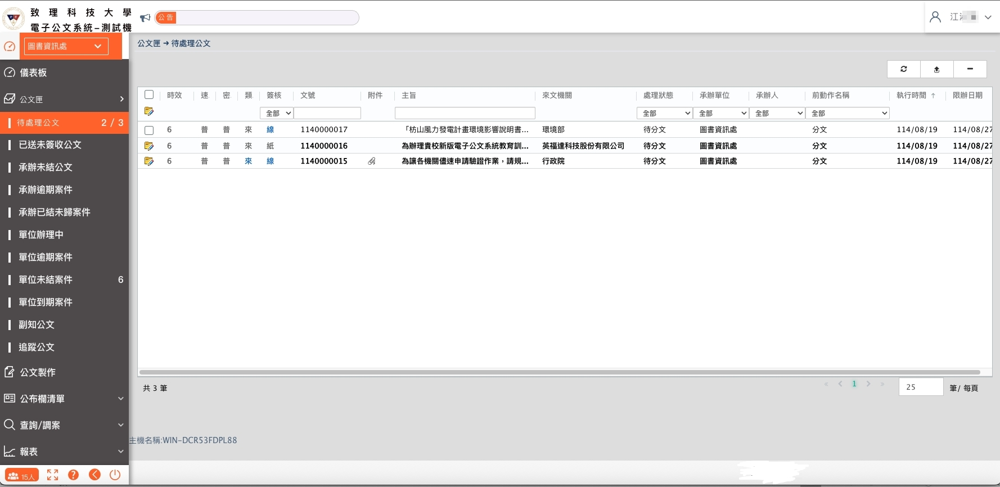 致理科技大學
電子公文系統-測試機
公告
江
圖書資訊處
公文匣 ➔ 待處理公文
儀表板
公文匣
待處理公文 2 / 3
已送未簽收公文
承辦未結公文
承辦逾期案件
承辦已結未歸案件
單位辦理中
單位逾期案件
單位未結案件 6
單位到期案件
副知公文
追蹤公文
公文製作
公布欄清單
查詢/調案
報表
15人
時效 速 密 類 簽核 文號 附件 主旨 來文機關 處理狀態 承辦單位 承辦人 前動作名稱 執行時間 ↑ 限辦日期
全部 全部 全部 全部 全部
6 普 普 來 線 1140000017 「枋山風力發電計畫環境影響說明書... 環境部 待分文 圖書資訊處 分文 114/08/19 114/08/27
6 普 普 來 紙 1140000016 為辦理貴校新版電子公文系統教育訓... 英福達科技股份有限公司 待分文 圖書資訊處 分文 114/08/19 114/08/27
6 普 普 來 線 1140000015 為讓各機關儘速申請驗證作業，請規... 行政院 待分文 圖書資訊處 分文 114/08/19 114/08/27
共 3 筆
« ‹ 1 › »
25 筆/ 每頁
主機名稱:WIN-DCR53FDPL88